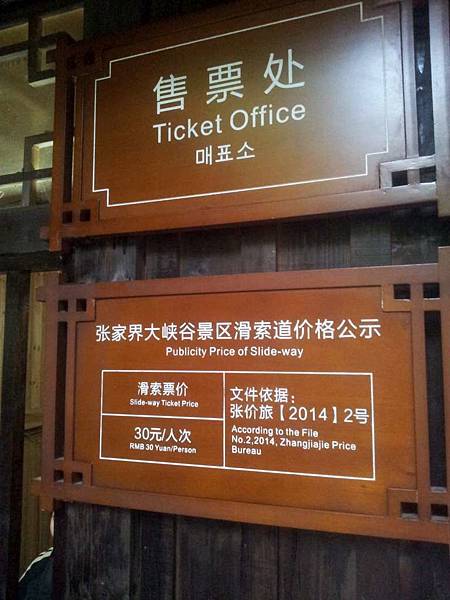 售票处
Ticket Office
매표소
张家界大峡谷景区滑索道价格公示
Publicity Price of Slide-way
滑索票价
Slide-way Ticket Price
30元/人次
RMB 30 Yuan/Person
文件依据:
张价旅【2014】2号
According to the File
No.2,2014, Zhangjiajie Price
Bureau